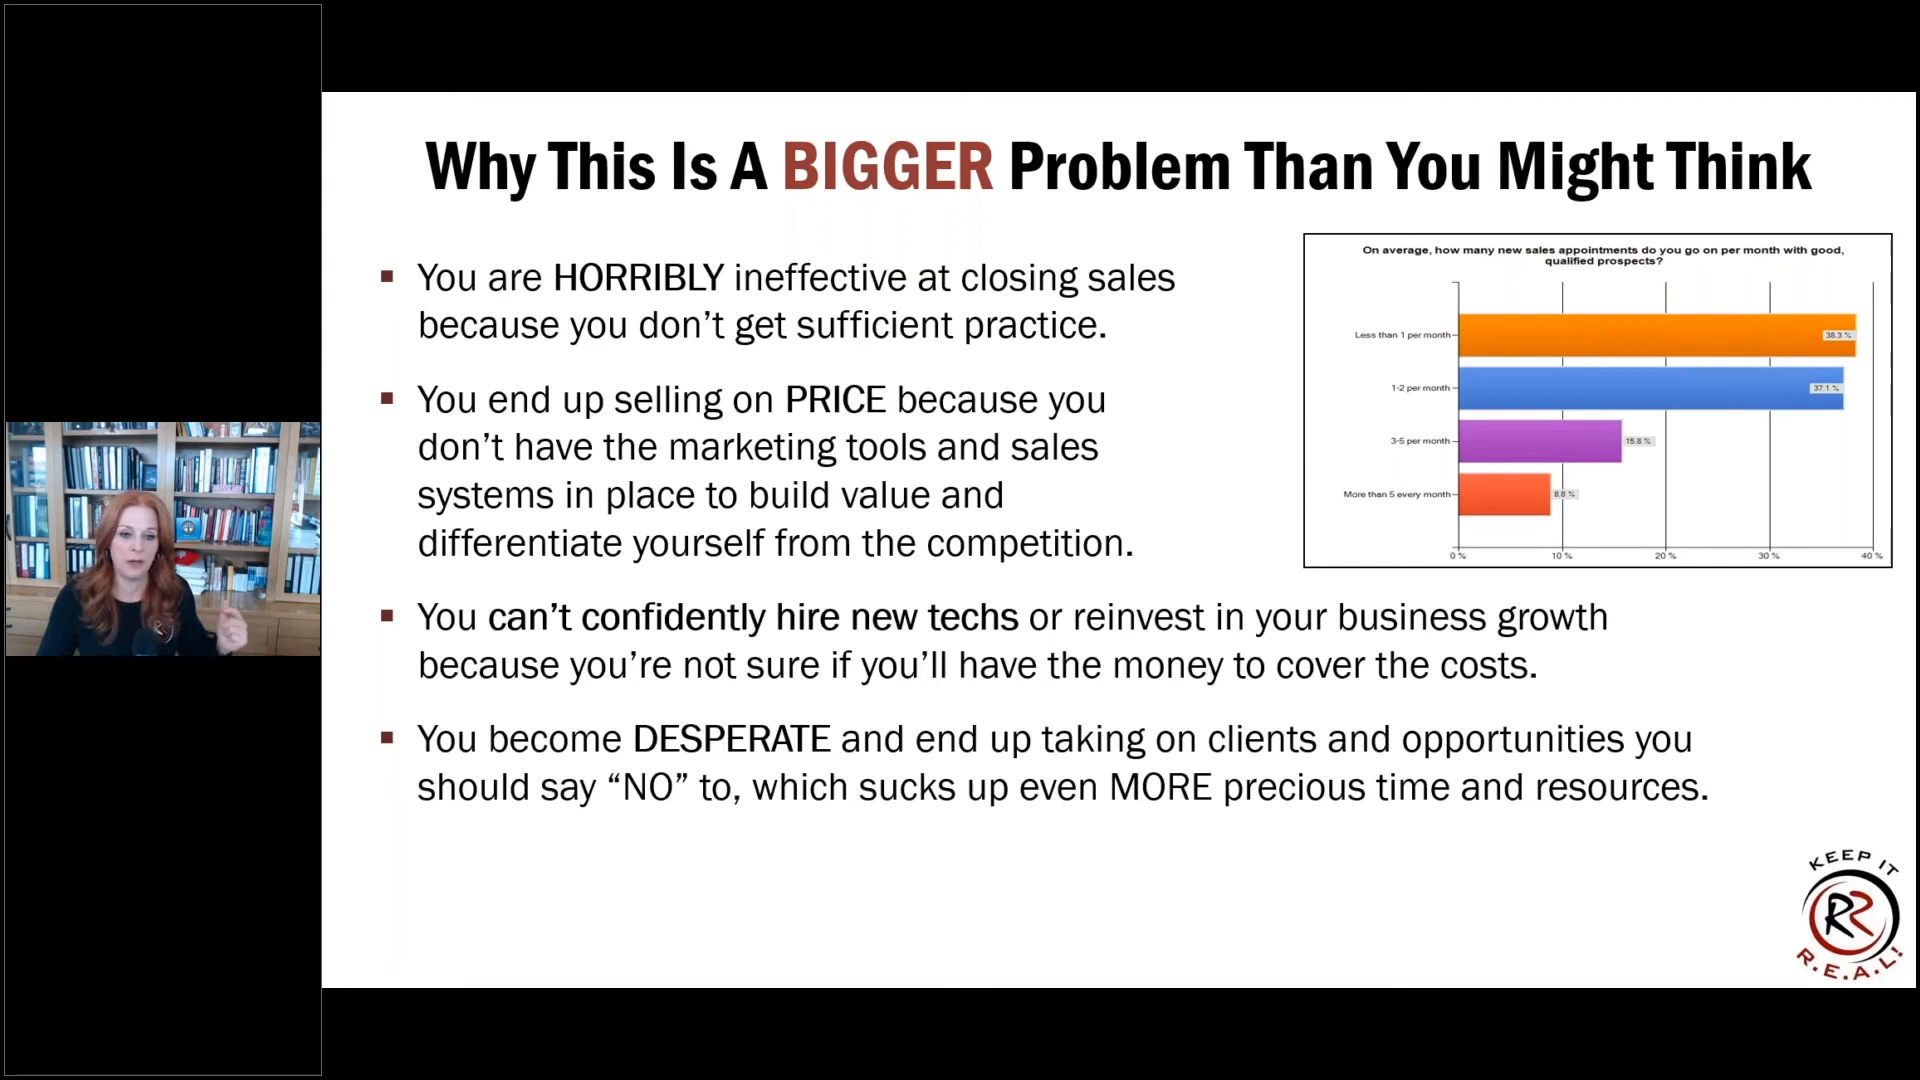 Why This Is A BIGGER Problem Than You Might Think
You are HORRIBLY ineffective at closing sales
because you don’t get sufficient practice.
You end up selling on PRICE because you
don’t have the marketing tools and sales
systems in place to build value and
differentiate yourself from the competition.
You can’t confidently hire new techs or reinvest in your business growth
because you’re not sure if you’ll have the money to cover the costs.
You become DESPERATE and end up taking on clients and opportunities you
should say “NO” to, which sucks up even MORE precious time and resources.
On average, how many new sales appointments do you go on per month with good,
qualified prospects?
Less than 1 per month
38.3 %
1-2 per month
37.1 %
3-5 per month
15.8 %
More than 5 every month
8.8 %
0 %
10 %
20 %
30 %
40 %
KEEP IT
RR
R.E.A.L!